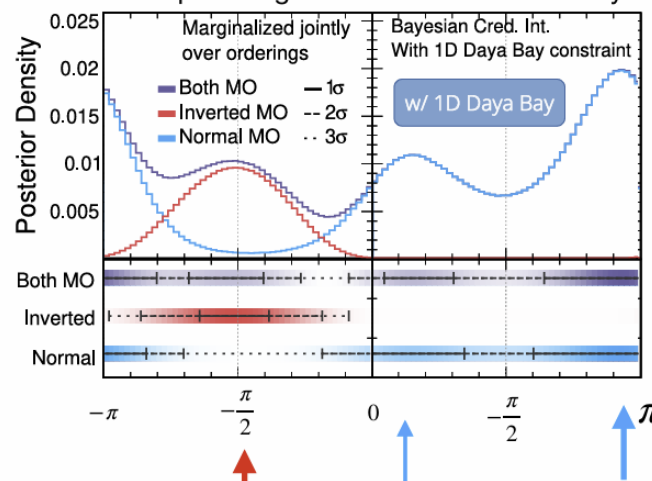 Marginalized jointly
over orderings
Bayesian Cred. Int.
With 1D Daya Bay constraint
Both MO 1σ
Inverted MO 2σ
Normal MO 3σ
w/ 1D Daya Bay
Posterior Density
0.025
0.02
0.015
0.01
0.005
Both MO
Inverted
Normal
−π
−π/2
0
−π/2
π